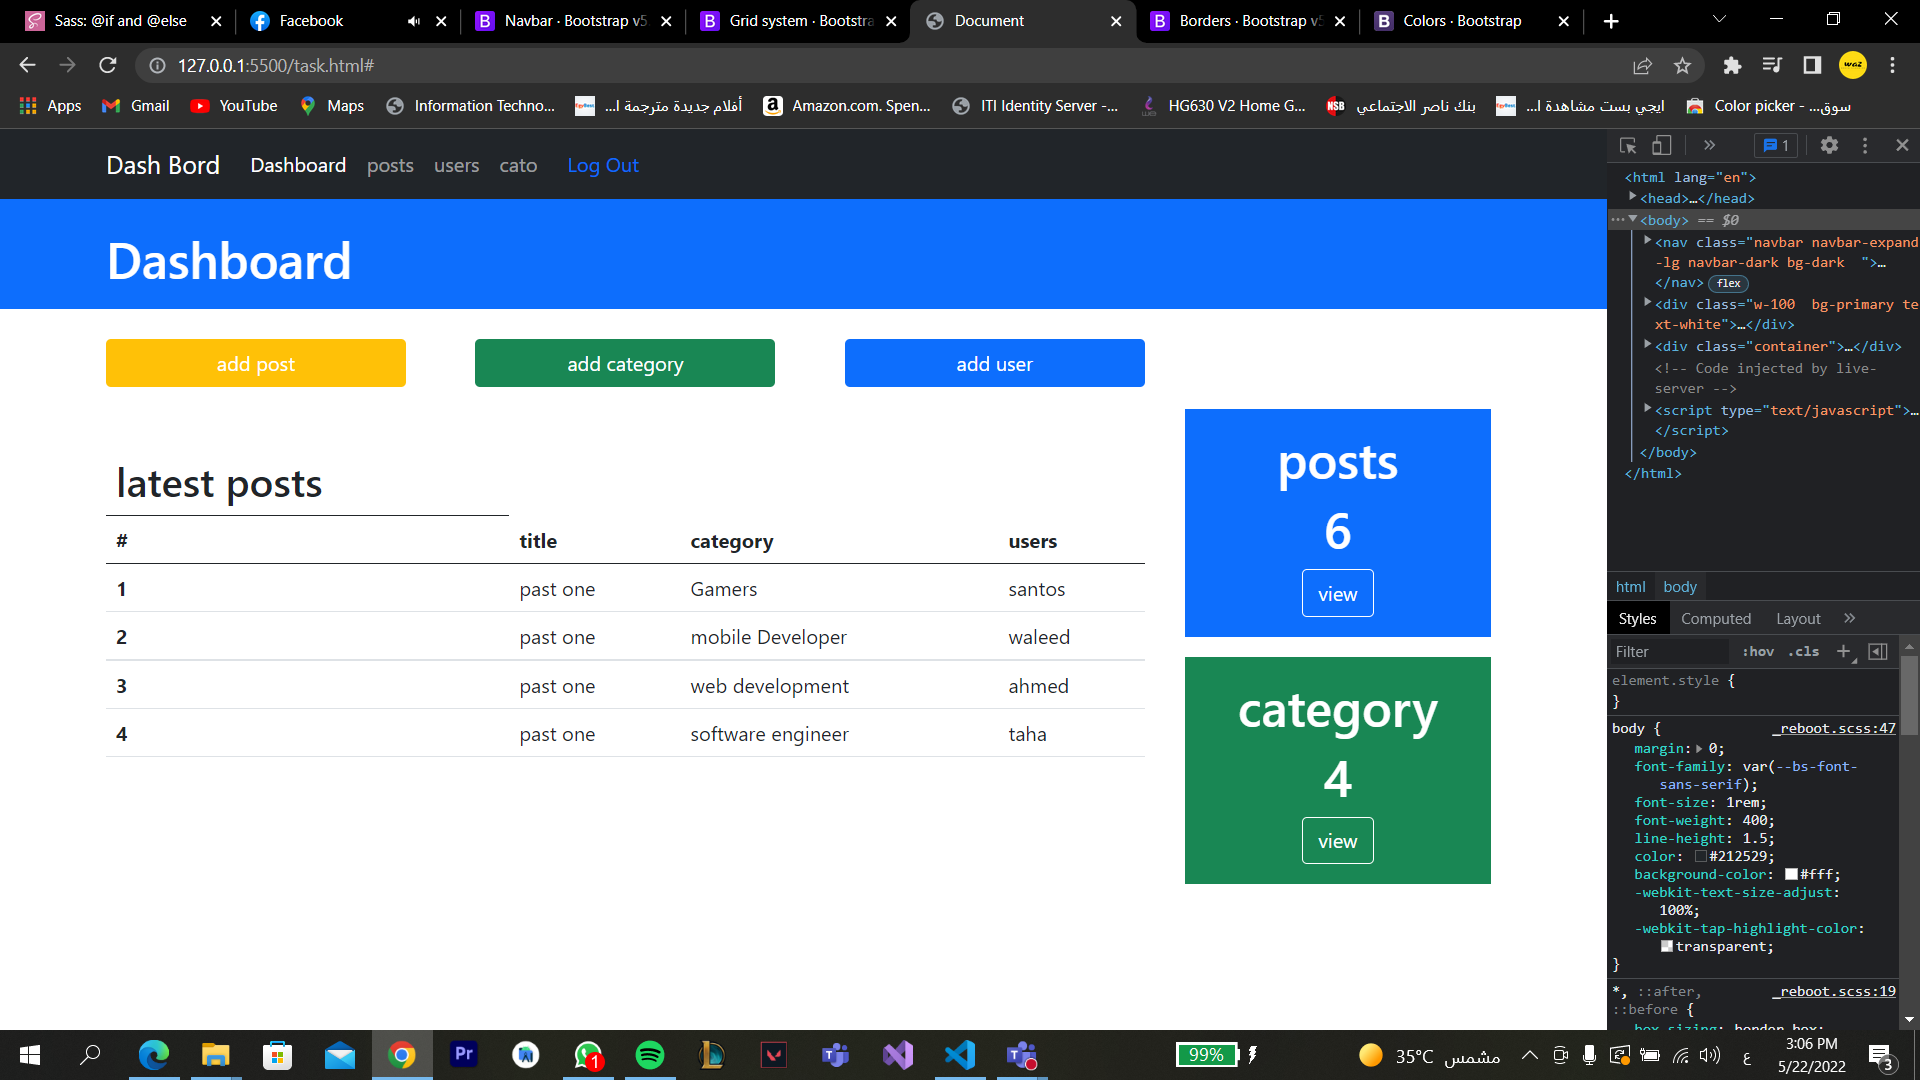 Sass: @if and @else
Facebook
Navbar · Bootstrap v5
Grid system · Bootstra
Document
Borders · Bootstrap v5
Colors · Bootstrap
127.0.0.1:5500/task.html#
waz
Apps
Gmail
YouTube
Maps
Information Techno...
أفلام جديدة مترجمة ا...
Amazon.com. Spen...
ITI Identity Server -...
HG630 V2 Home G...
NSB
بنك ناصر الاجتماعي
ايجي بست مشاهدة ا...
Color picker - ...سوق
Dash Bord
Dashboard
posts
users
cato
Log Out
Dashboard
add post
add category
add user
latest posts
# title category users
1 past one Gamers santos
2 past one mobile Developer waleed
3 past one web development ahmed
4 past one software engineer taha
posts
6
view
category
4
view
1
<html lang="en">
<head>…</head>
<body> == $0
<nav class="navbar navbar-expand
-lg navbar-dark bg-dark  ">…
</nav> flex
<div class="w-100  bg-primary te
xt-white">…</div>
<div class="container">…</div>
<!-- Code injected by live-
server -->
<script type="text/javascript">…
</script>
</body>
</html>
html body
Styles Computed Layout
Filter :hov .cls
element.style {
}
body { _reboot.scss:47
margin: 0;
font-family: var(--bs-font-
sans-serif);
font-size: 1rem;
font-weight: 400;
line-height: 1.5;
color: #212529;
background-color: #fff;
-webkit-text-size-adjust:
100%;
-webkit-tap-highlight-color:
transparent;
}
*, ::after, _reboot.scss:19
::before {
box-sizing: border-box;
Pr
1
99%
35°C مشمس
ع
3:06 PM
5/22/2022
3